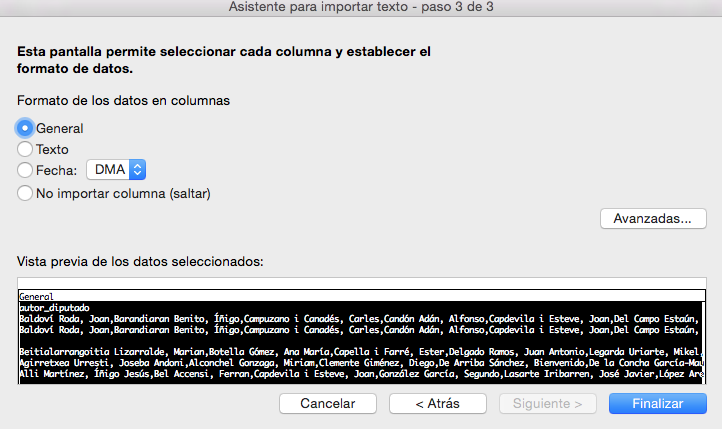 Asistente para importar texto - paso 3 de 3
Esta pantalla permite seleccionar cada columna y establecer el
formato de datos.
Formato de los datos en columnas
General
Texto
Fecha: DMA
No importar columna (saltar)
Avanzadas...
Vista previa de los datos seleccionados:
General
autor_diputado
Baldoví Roda, Joan,Barandiaran Benito, Íñigo,Campuzano i Canadés, Carles,Candón Adán, Alfonso,Capdevila i Esteve, Joan,Del Campo Estaún,
Baldoví Roda, Joan,Barandiaran Benito, Íñigo,Campuzano i Canadés, Carles,Candón Adán, Alfonso,Capdevila i Esteve, Joan,Del Campo Estaún,
Beitialarrangoitia Lizarralde, Marian,Botella Gómez, Ana María,Capella i Farré, Ester,Delgado Ramos, Juan Antonio,Legarda Uriarte, Mikel,
Agirretxea Urresti, Joseba Andoni,Alconchel Gonzaga, Miriam,Clemente Giménez, Diego,De Arriba Sánchez, Bienvenido,De la Concha García-Mau
Alli Martínez, Íñigo Jesús,Bel Accensi, Ferran,Capdevila i Esteve, Joan,González García, Segundo,Lasarte Iribarren, José Javier,López Are
Cancelar < Atrás Siguiente > Finalizar